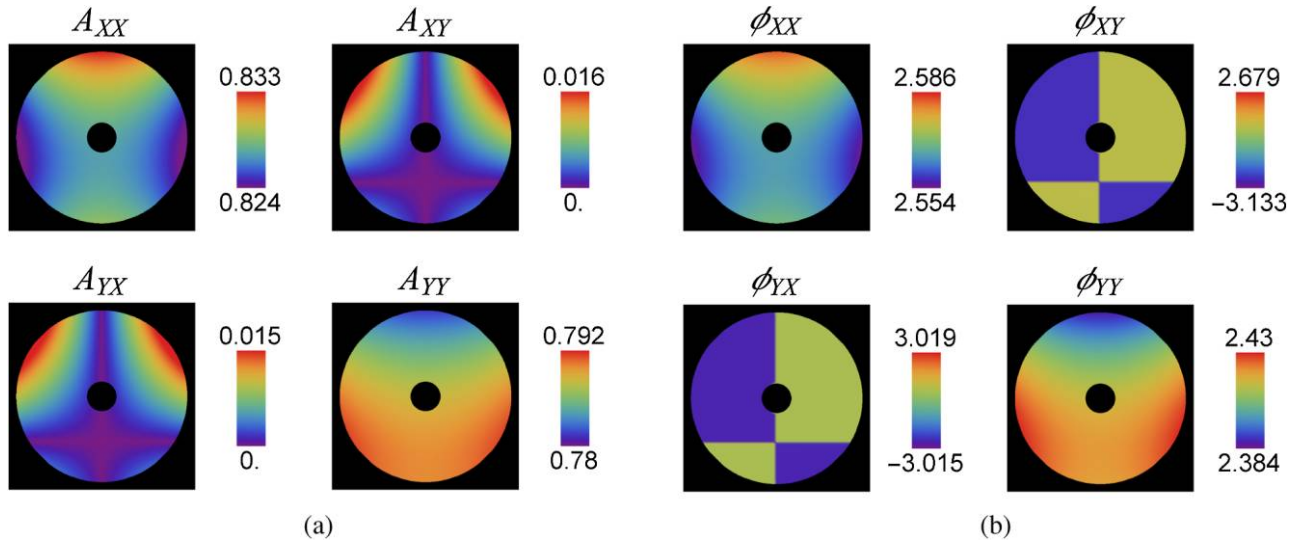 A_XX A_XY ϕ_XX ϕ_XY
0.833 0.016 2.586 2.679
0.824 0. 2.554 −3.133
A_YX A_YY ϕ_YX ϕ_YY
0.015 0.792 3.019 2.43
0. 0.78 −3.015 2.384
(a) (b)